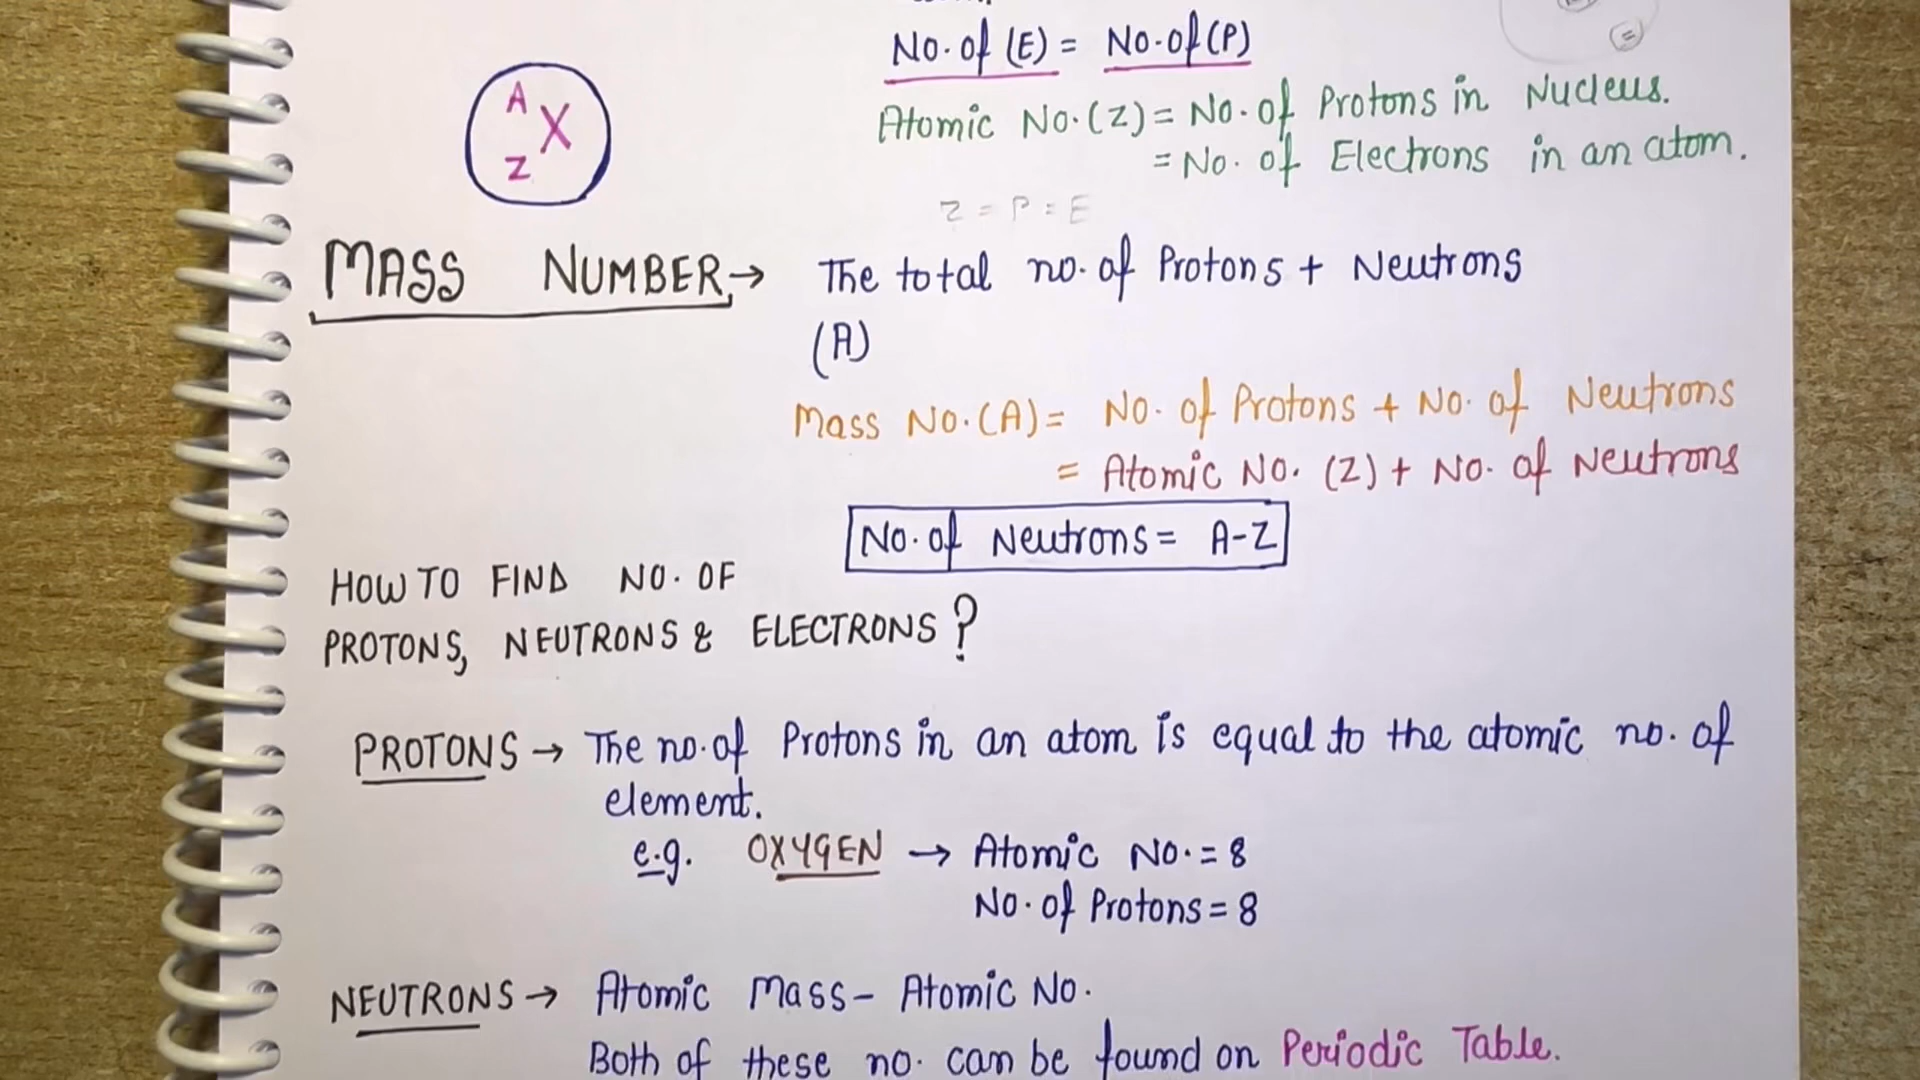 No. of (E) = No. of (P)
A
X
Z
Atomic No. (Z) = No. of Protons in Nucleus.
= No. of Electrons in an atom.
Z = P = E
MASS NUMBER → The total no. of Protons + Neutrons
(A)
Mass No. (A) = No. of Protons + No. of Neutrons
= Atomic No. (Z) + No. of Neutrons
No. of Neutrons = A-Z
HOW TO FIND NO. OF
PROTONS, NEUTRONS & ELECTRONS?
PROTONS → The no. of Protons in an atom is equal to the atomic no. of
element.
e.g. OXYGEN → Atomic No. = 8
No. of Protons = 8
NEUTRONS → Atomic Mass - Atomic No.
Both of these no. can be found on Periodic Table.